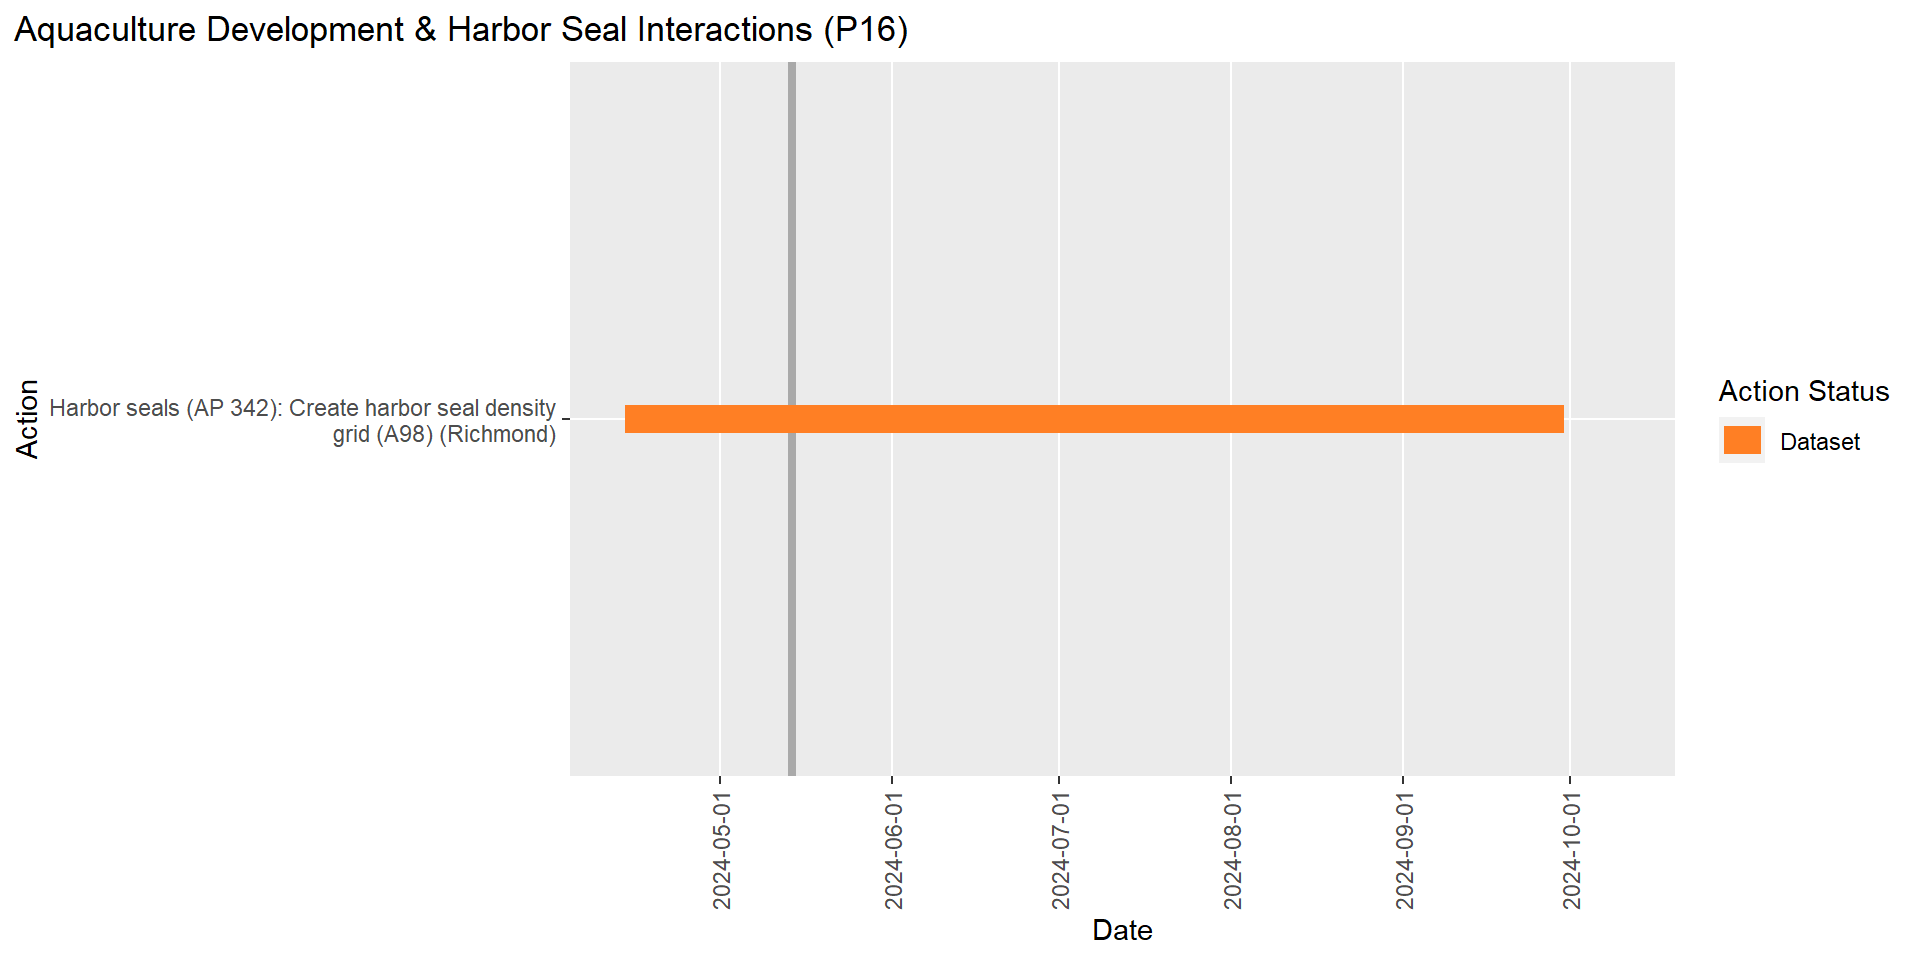 Aquaculture Development & Harbor Seal Interactions (P16)
Action
Harbor seals (AP 342): Create harbor seal density
grid (A98) (Richmond)
Action Status
Dataset
2024-05-01
2024-06-01
2024-07-01
2024-08-01
2024-09-01
2024-10-01
Date